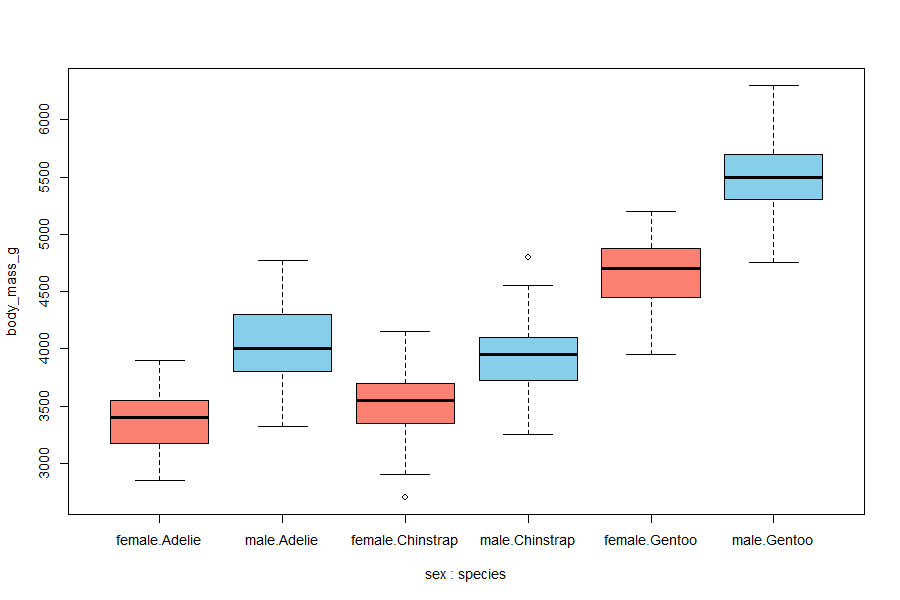 body_mass_g
6000
5500
5000
4500
4000
3500
3000
female.Adelie male.Adelie female.Chinstrap male.Chinstrap female.Gentoo male.Gentoo
sex : species